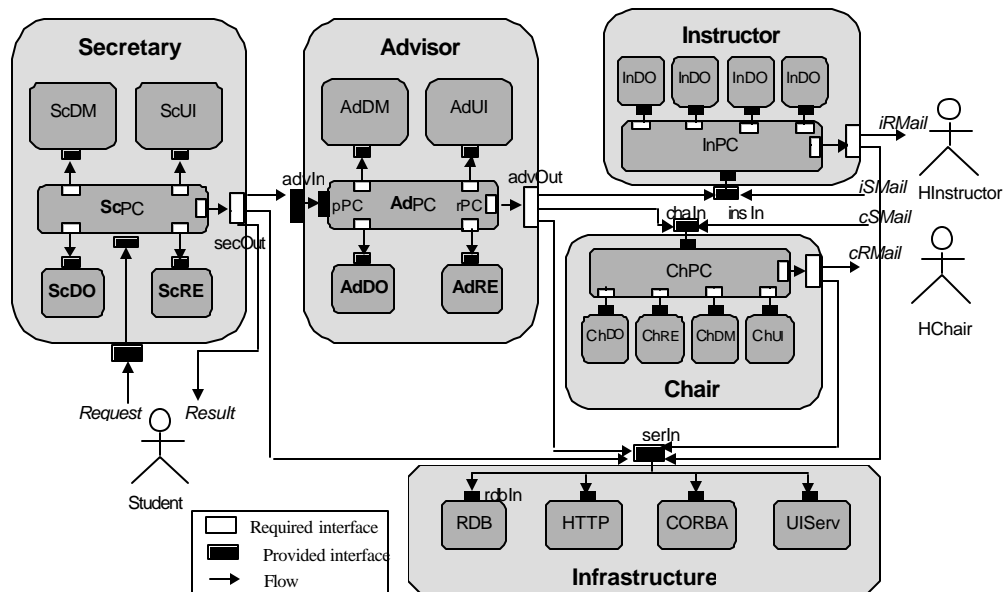 Secretary
ScDM
ScUI
ScPC
secOut
ScDO
ScRE
Request
Result
Student
Advisor
AdDM
AdUI
advIn
pPC
AdPC
rPC
advOut
AdDO
AdRE
Instructor
InDO
InDO
InDO
InDO
InPC
iRMail
HInstructor
iSMail
chaIn
insIn
cSMail
cRMail
HChair
ChPC
ChDO
ChRE
ChDM
ChUI
Chair
serIn
rdbIn
RDB
HTTP
CORBA
UIServ
Infrastructure
Required interface
Provided interface
Flow